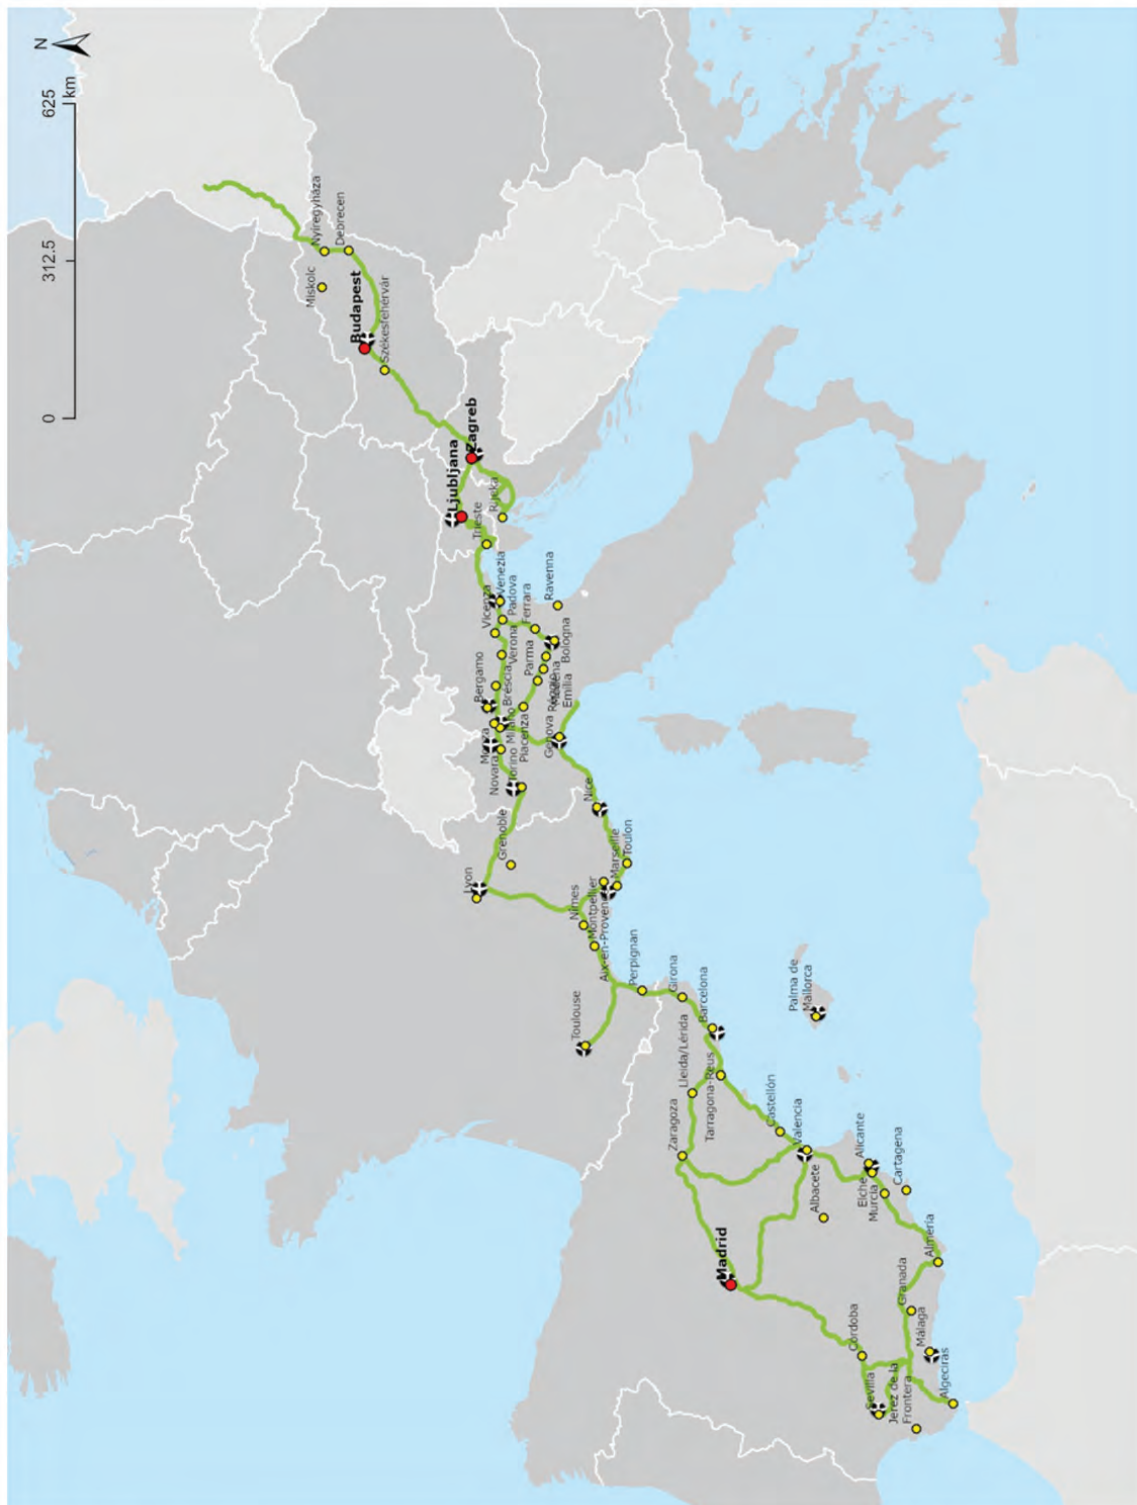 N
0
312.5
625
km
Nyíregyháza
Debrecen
Miskolc
Budapest
Székesfehérvár
Zagreb
Ljubljana
Rijeka
Trieste
Venezia
Vicenza
Padova
Ferrara
Ravenna
Verona
Bologna
Parma
Modena
Reggio
Emilia
Bergamo
Brescia
Milano
Piacenza
Monza
Novara
Torino
Genova
Nice
Grenoble
Lyon
Toulon
Marseille
Aix-en-Provence
Nîmes
Montpellier
Perpignan
Toulouse
Girona
Barcelona
Lleida/Lérida
Tarragona-Reus
Palma de
Mallorca
Zaragoza
Castellón
Valencia
Albacete
Alicante
Elche
Murcia
Cartagena
Madrid
Almería
Granada
Córdoba
Málaga
Sevilla
Jerez de la
Frontera
Algeciras